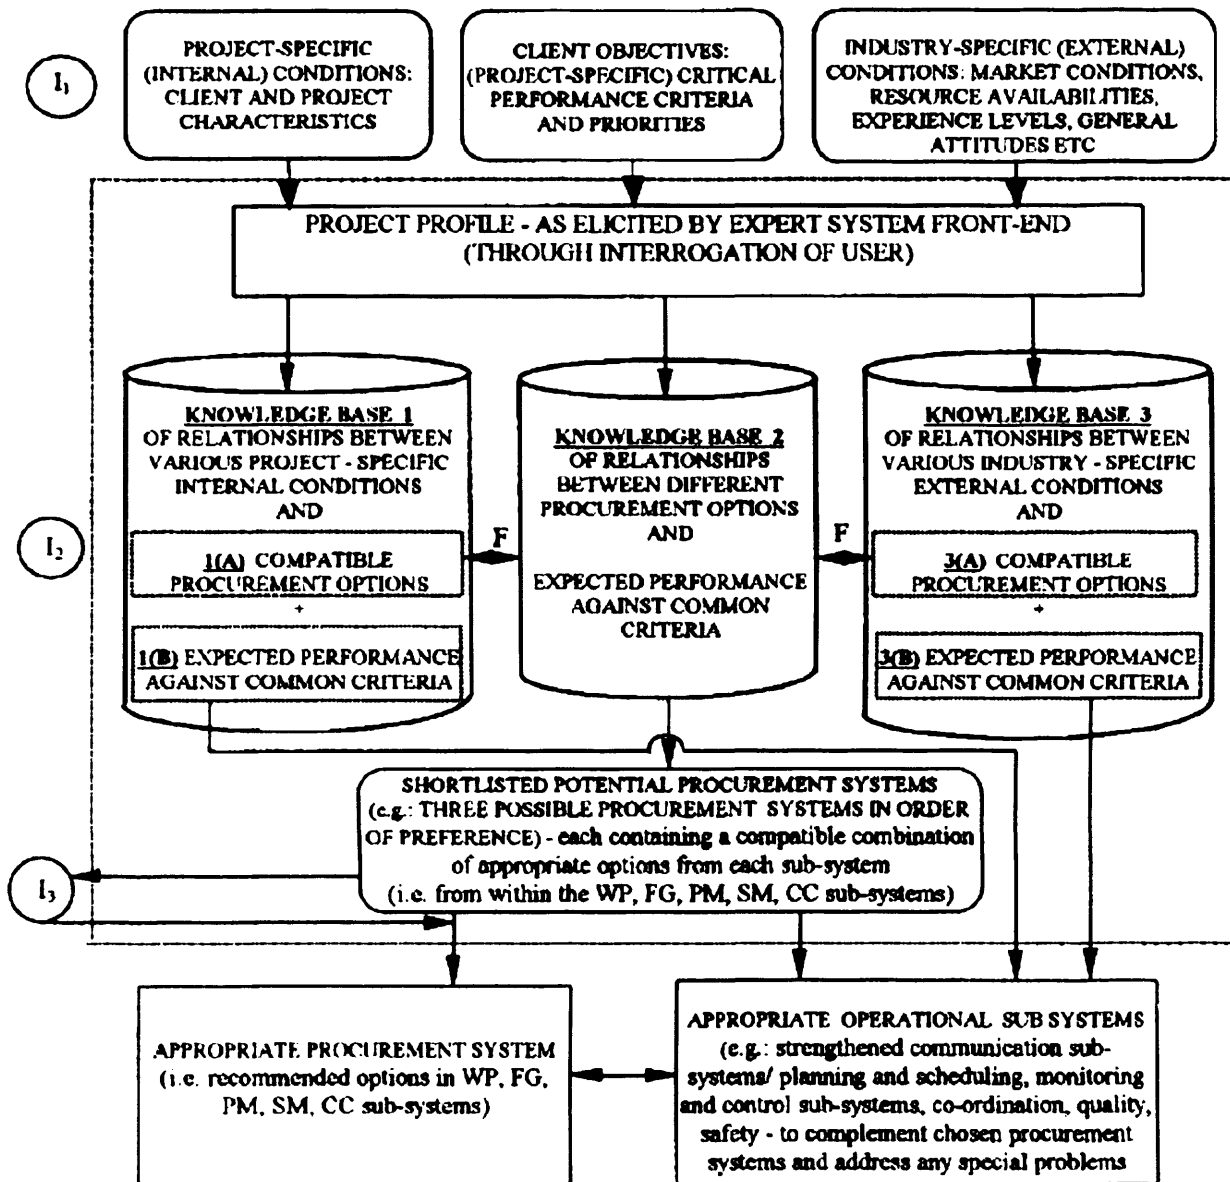 I₁
PROJECT-SPECIFIC
(INTERNAL) CONDITIONS:
CLIENT AND PROJECT
CHARACTERISTICS
CLIENT OBJECTIVES:
(PROJECT-SPECIFIC) CRITICAL
PERFORMANCE CRITERIA
AND PRIORITIES
INDUSTRY-SPECIFIC (EXTERNAL)
CONDITIONS: MARKET CONDITIONS,
RESOURCE AVAILABILITIES,
EXPERIENCE LEVELS, GENERAL
ATTITUDES ETC
PROJECT PROFILE - AS ELICITED BY EXPERT SYSTEM FRONT-END
(THROUGH INTERROGATION OF USER)
I₂
KNOWLEDGE BASE 1
OF RELATIONSHIPS BETWEEN
VARIOUS PROJECT - SPECIFIC
INTERNAL CONDITIONS
AND
1(A) COMPATIBLE
PROCUREMENT OPTIONS
+
1(B) EXPECTED PERFORMANCE
AGAINST COMMON CRITERIA
F
KNOWLEDGE BASE 2
OF RELATIONSHIPS
BETWEEN DIFFERENT
PROCUREMENT OPTIONS
AND
EXPECTED PERFORMANCE
AGAINST COMMON
CRITERIA
F
KNOWLEDGE BASE 3
OF RELATIONSHIPS BETWEEN
VARIOUS INDUSTRY - SPECIFIC
EXTERNAL CONDITIONS
AND
3(A) COMPATIBLE
PROCUREMENT OPTIONS
+
3(B) EXPECTED PERFORMANCE
AGAINST COMMON CRITERIA
SHORTLISTED POTENTIAL PROCUREMENT SYSTEMS
(e.g.: THREE POSSIBLE PROCUREMENT SYSTEMS IN ORDER
OF PREFERENCE) - each containing a compatible combination
of appropriate options from each sub-system
(i.e. from within the WP, FG, PM, SM, CC sub-systems)
I₃
APPROPRIATE PROCUREMENT SYSTEM
(i.e. recommended options in WP, FG,
PM, SM, CC sub-systems)
APPROPRIATE OPERATIONAL SUB SYSTEMS
(e.g.: strengthened communication sub-
systems/ planning and scheduling, monitoring
and control sub-systems, co-ordination, quality,
safety - to complement chosen procurement
systems and address any special problems